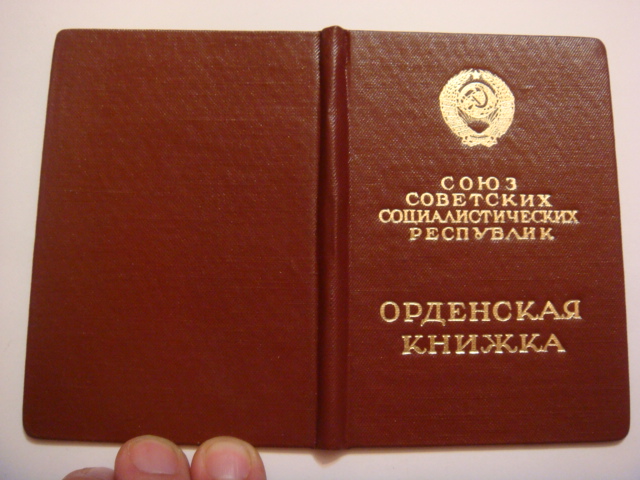 СОЮЗ
СОВЕТСКИХ
СОЦИАЛИСТИЧЕСКИХ
РЕСПУБЛИК
ОРДЕНСКАЯ
КНИЖКА